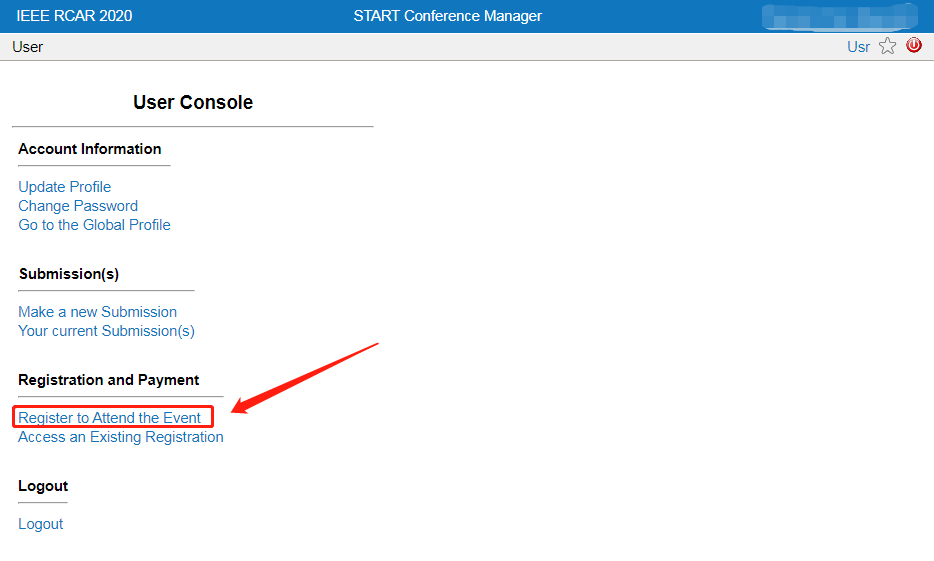 IEEE RCAR 2020 START Conference Manager
User Usr
User Console
Account Information
Update Profile
Change Password
Go to the Global Profile
Submission(s)
Make a new Submission
Your current Submission(s)
Registration and Payment
Register to Attend the Event
Access an Existing Registration
Logout
Logout